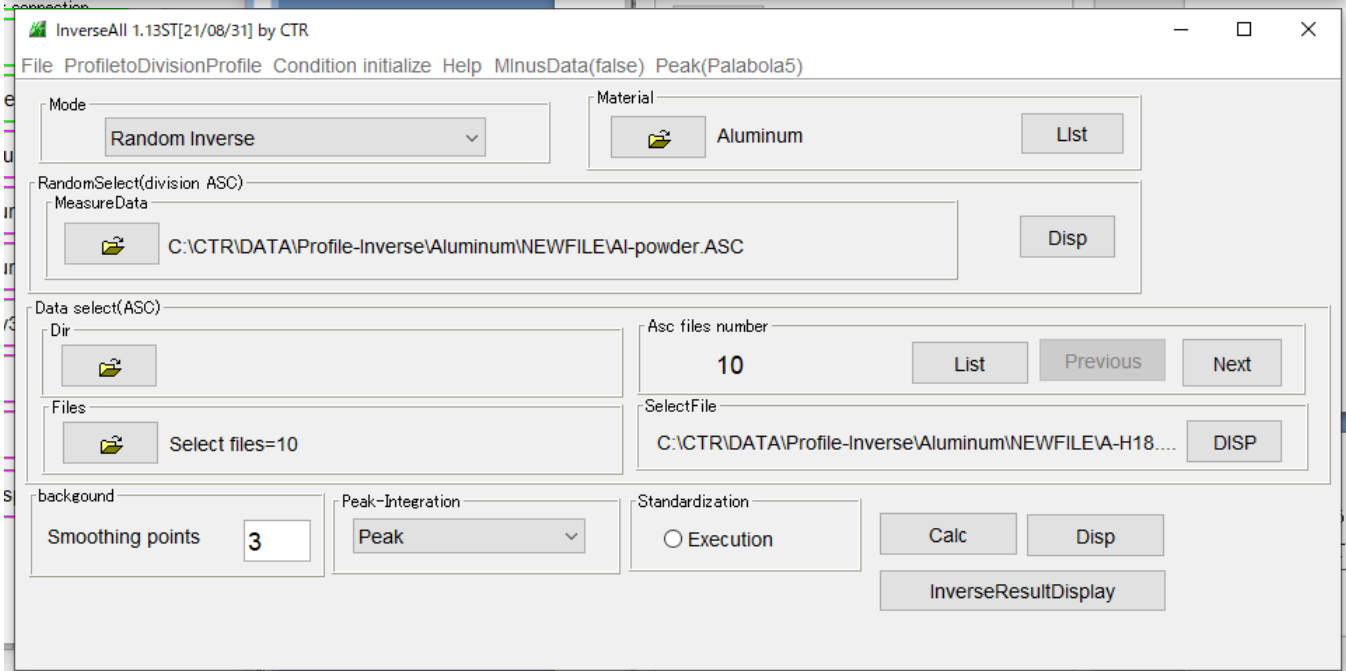 connection
InverseAll 1.13ST[21/08/31] by CTR
File ProfiletoDivisionProfile Condition initialize Help MInusData(false) Peak(Palabola5)
Mode
Random Inverse
Material
Aluminum
LIst
RandomSelect(division ASC)
MeasureData
C:\CTR\DATA\Profile-Inverse\Aluminum\NEWFILE\Al-powder.ASC
Disp
Data select(ASC)
Dir
Asc files number
10
List
Previous
Next
Files
Select files=10
SelectFile
C:\CTR\DATA\Profile-Inverse\Aluminum\NEWFILE\A-H18....
DISP
backgound
Smoothing points
3
Peak-Integration
Peak
Standardization
Execution
Calc
Disp
InverseResultDisplay